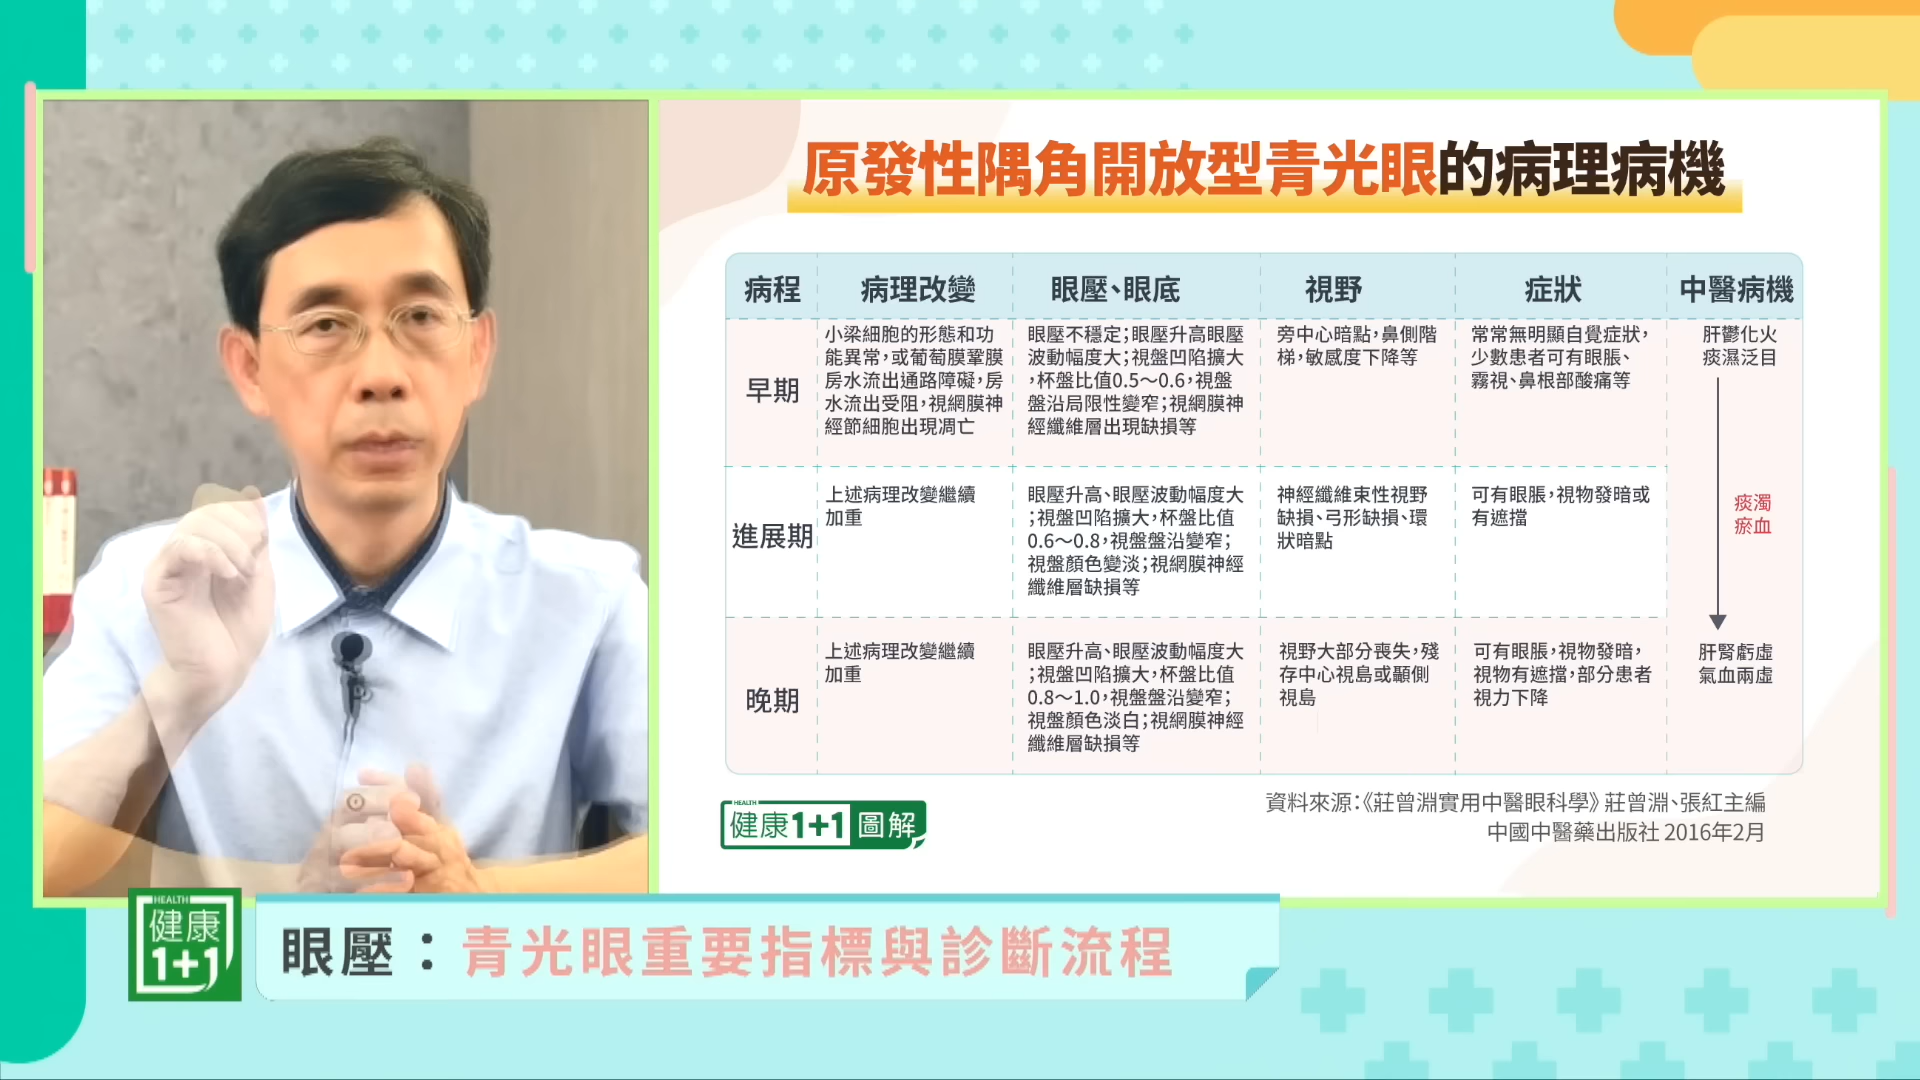 原發性隅角開放型青光眼的病理病機
病程
病理改變
眼壓、眼底
視野
症狀
中醫病機
早期
小梁細胞的形態和功
能異常,或葡萄膜鞏膜
房水流出通路障礙,房
水流出受阻,視網膜神
經節細胞出現凋亡
眼壓不穩定;眼壓升高眼壓
波動幅度大;視盤凹陷擴大
,杯盤比值0.5~0.6,視盤
盤沿局限性變窄;視網膜神
經纖維層出現缺損等
旁中心暗點,鼻側階
梯,敏感度下降等
常常無明顯自覺症狀,
少數患者可有眼脹、
霧視、鼻根部酸痛等
肝鬱化火
痰濕泛目
進展期
上述病理改變繼續
加重
眼壓升高、眼壓波動幅度大
;視盤凹陷擴大,杯盤比值
0.6~0.8,視盤盤沿變窄;
視盤顏色變淡;視網膜神經
纖維層缺損等
神經纖維束性視野
缺損、弓形缺損、環
狀暗點
可有眼脹,視物發暗或
有遮擋
痰濁
瘀血
晚期
上述病理改變繼續
加重
眼壓升高、眼壓波動幅度大
;視盤凹陷擴大,杯盤比值
0.8~1.0,視盤盤沿變窄;
視盤顏色淡白;視網膜神經
纖維層缺損等
視野大部分喪失,殘
存中心視島或顳側
視島
可有眼脹,視物發暗,
視物有遮擋,部分患者
視力下降
肝腎虧虛
氣血兩虛
HEALTH
健康1+1圖解
資料來源:《莊曾淵實用中醫眼科學》莊曾淵、張紅主編
中國中醫藥出版社 2016年2月
HEALTH
健康
1+1
眼壓:青光眼重要指標與診斷流程